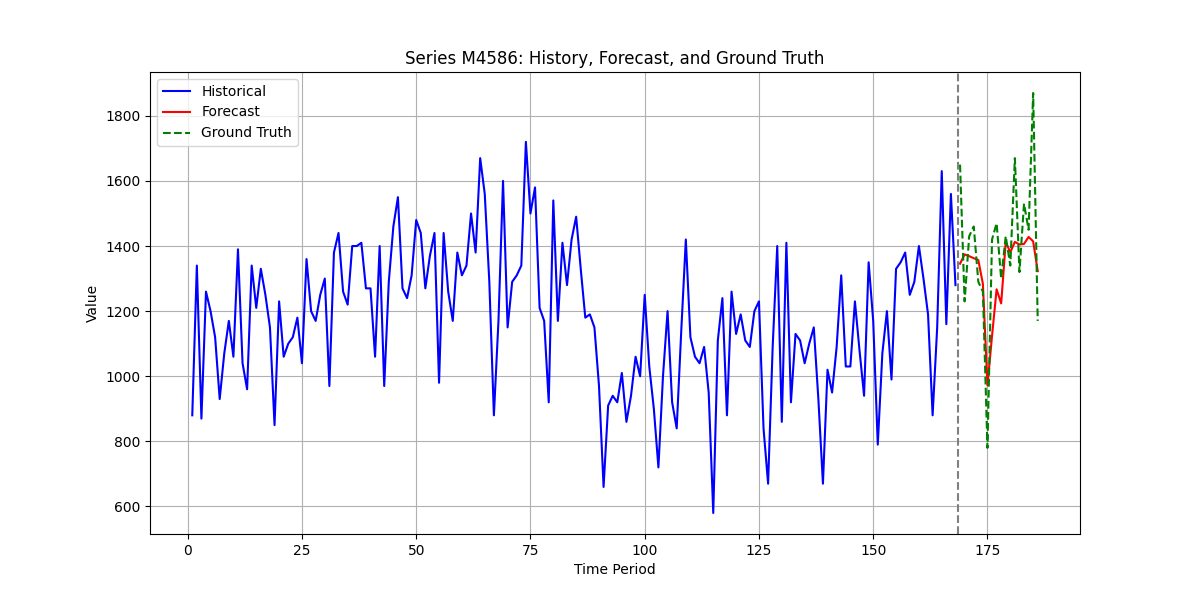 Series M4586: History, Forecast, and Ground Truth
Historical
Forecast
Ground Truth
Value
1800
1600
1400
1200
1000
800
600
0 25 50 75 100 125 150 175
Time Period